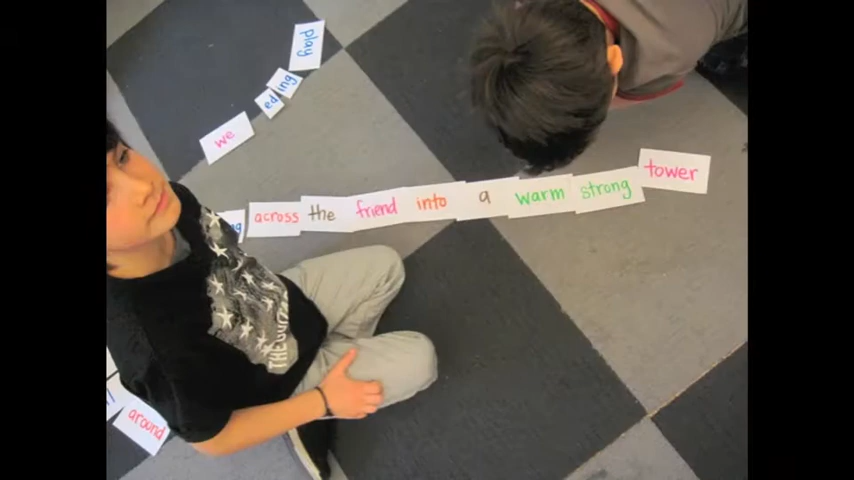 play
ing
ed
we
across the friend into a warm strong tower
around